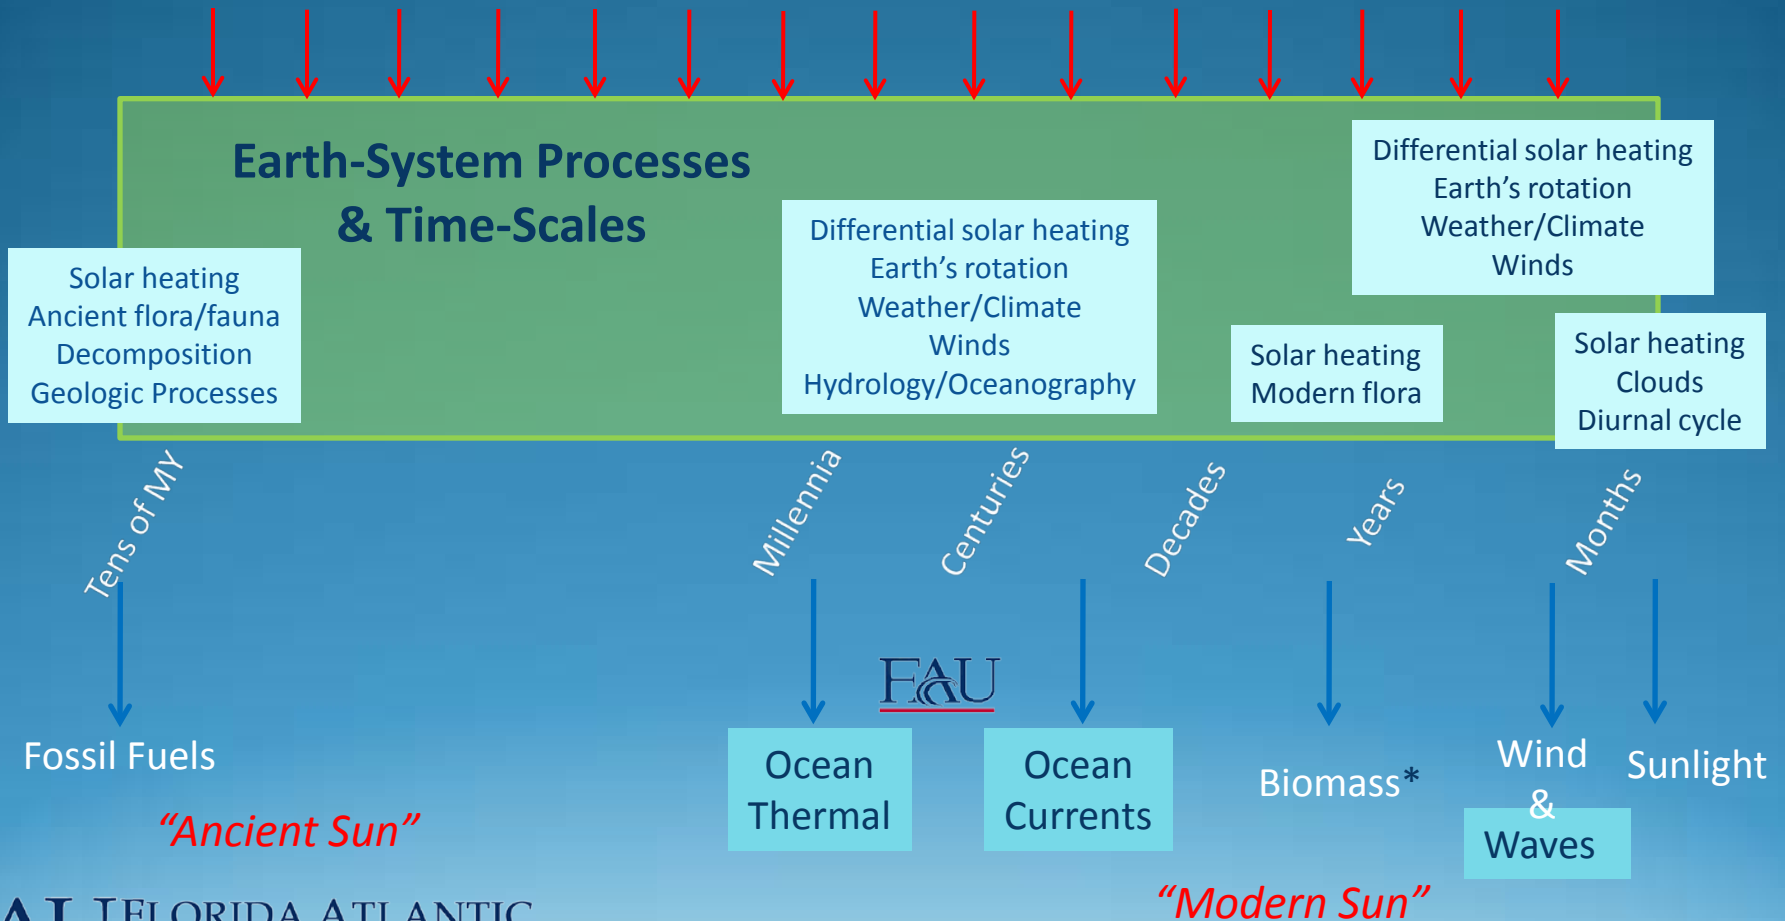 Earth-System Processes
& Time-Scales
Solar heating
Ancient flora/fauna
Decomposition
Geologic Processes
Differential solar heating
Earth’s rotation
Weather/Climate
Winds
Hydrology/Oceanography
Solar heating
Modern flora
Differential solar heating
Earth’s rotation
Weather/Climate
Winds
Solar heating
Clouds
Diurnal cycle
Tens of MY
Millennia
Centuries
Decades
Years
Months
FAU
Fossil Fuels
Ocean
Thermal
Ocean
Currents
Biomass*
Wind
&
Waves
Sunlight
“Ancient Sun”
“Modern Sun”
FLORIDA ATLANTIC